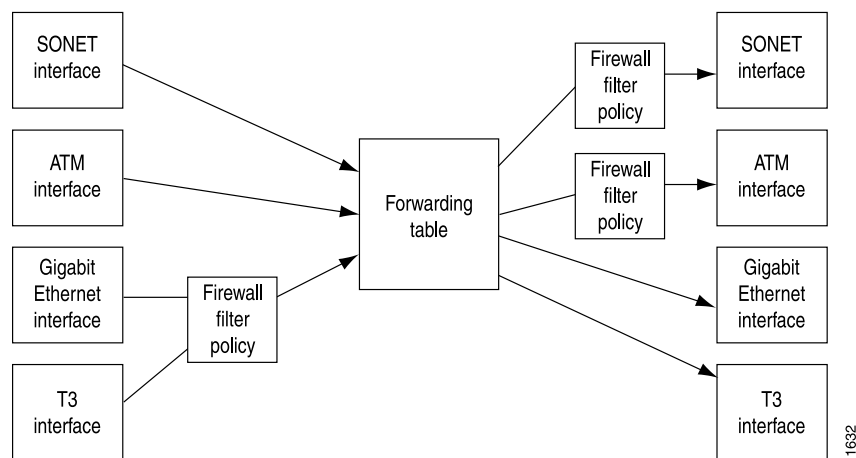 SONET
interface
ATM
interface
Gigabit
Ethernet
interface
T3
interface
Firewall
filter
policy
Forwarding
table
Firewall
filter
policy
Firewall
filter
policy
SONET
interface
ATM
interface
Gigabit
Ethernet
interface
T3
interface
1632